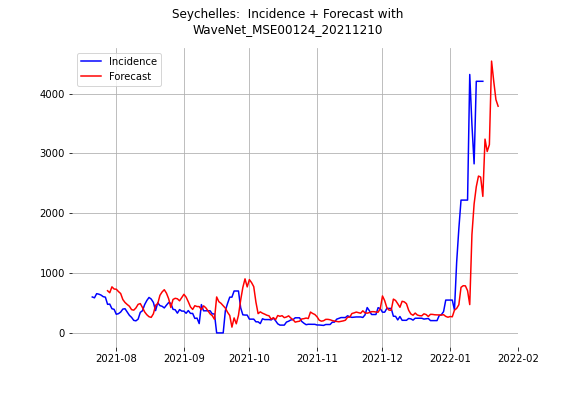 Seychelles:  Incidence + Forecast with
WaveNet_MSE00124_20211210
Incidence
Forecast
4000
3000
2000
1000
0
2021-08 2021-09 2021-10 2021-11 2021-12 2022-01 2022-02